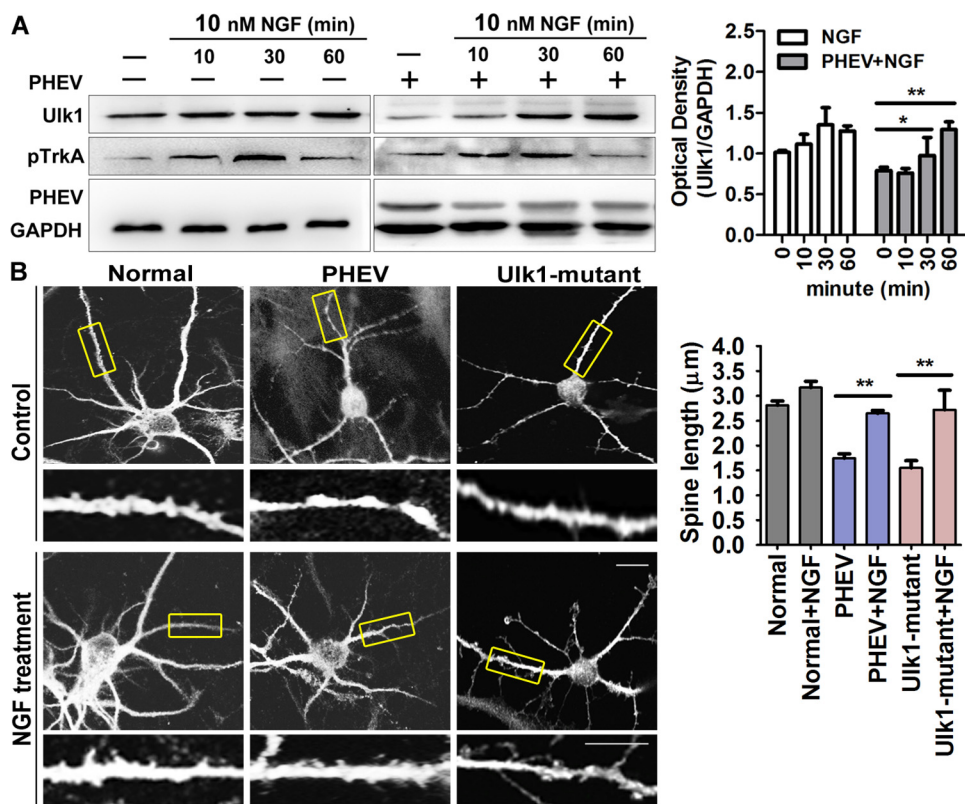 A
10 nM NGF (min)
10 nM NGF (min)
— 10 30 60
— 10 30 60
PHEV — — — — + + + +
Ulk1
pTrkA
PHEV
GAPDH
Optical Density
(Ulk1/GAPDH)
2.5
2.0
1.5
1.0
0.5
0.0
NGF
PHEV+NGF
**
*
0 10 30 60 0 10 30 60
minute (min)
B
Normal PHEV Ulk1-mutant
Control
NGF treatment
Spine length (μm)
4.0
3.5
3.0
2.5
2.0
1.5
1.0
0.5
0.0
**
**
Normal
Normal+NGF
PHEV
PHEV+NGF
Ulk1-mutant
Ulk1-mutant+NGF